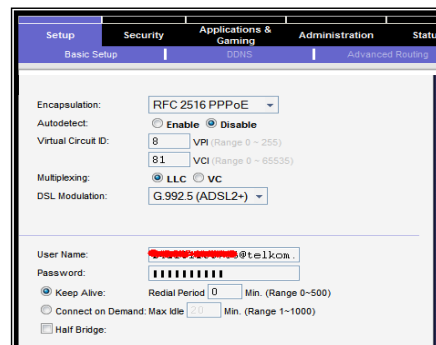 Setup Security Applications & Gaming Administration Statu
Basic Setup DDNS Advanced Routing
Encapsulation: RFC 2516 PPPoE
Autodetect: Enable Disable
Virtual Circuit ID: 8 VPI (Range 0 ~ 255)
81 VCI (Range 0 ~ 65535)
Multiplexing: LLC VC
DSL Modulation: G.992.5 (ADSL2+)
User Name: @telkom.
Password:
Keep Alive: Redial Period 0 Min. (Range 0~500)
Connect on Demand: Max Idle 20 Min. (Range 1~1000)
Half Bridge: